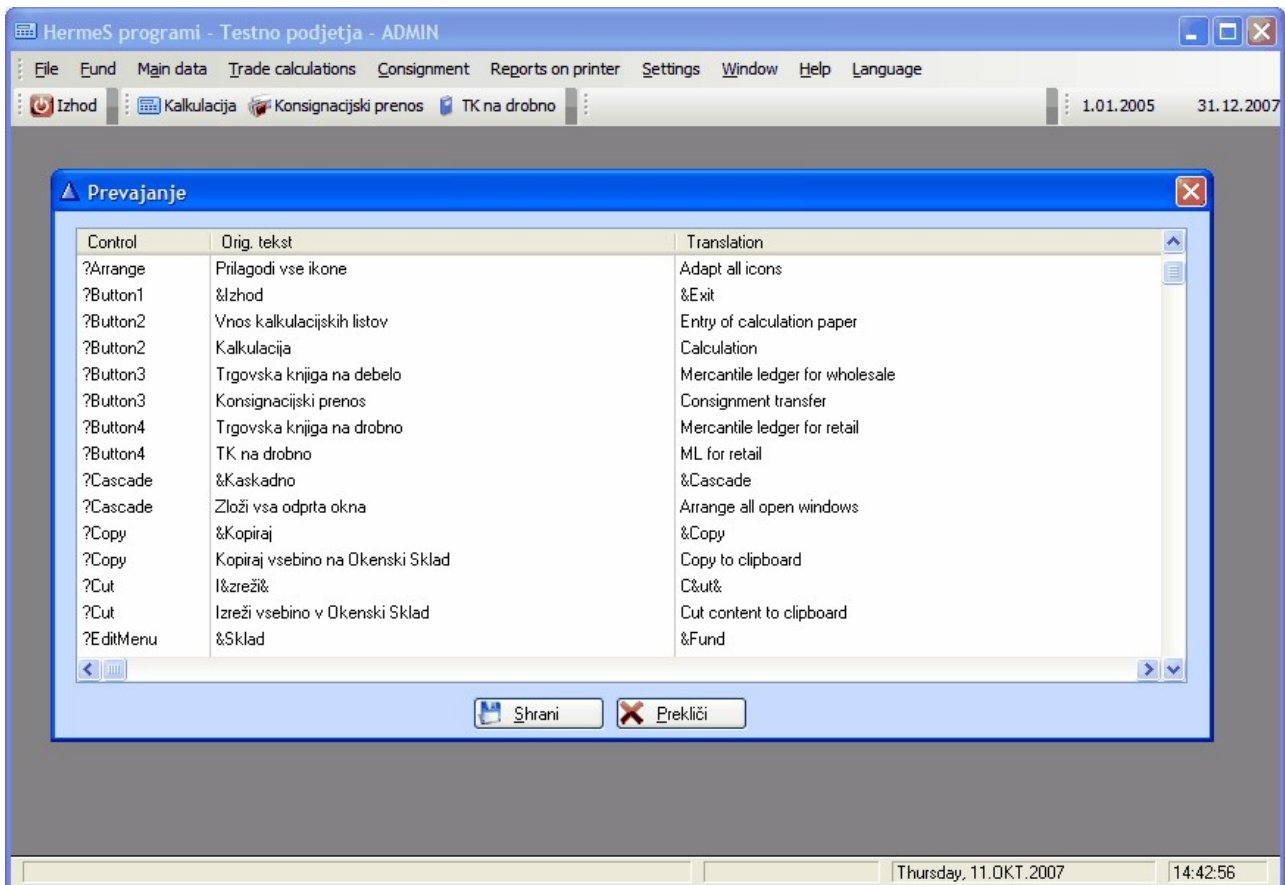 HermeS programi - Testno podjetja - ADMIN
File Fund Main data Trade calculations Consignment Reports on printer Settings Window Help Language
Izhod Kalkulacija Konsignacijski prenos TK na drobno 1.01.2005 31.12.2007
Prevajanje
Control Orig. tekst Translation
?Arrange Prilagodi vse ikone Adapt all icons
?Button1 &Izhod &Exit
?Button2 Vnos kalkulacijskih listov Entry of calculation paper
?Button2 Kalkulacija Calculation
?Button3 Trgovska knjiga na debelo Mercantile ledger for wholesale
?Button3 Konsignacijski prenos Consignment transfer
?Button4 Trgovska knjiga na drobno Mercantile ledger for retail
?Button4 TK na drobno ML for retail
?Cascade &Kaskadno &Cascade
?Cascade Zloži vsa odprta okna Arrange all open windows
?Copy &Kopiraj &Copy
?Copy Kopiraj vsebino na Okenski Sklad Copy to clipboard
?Cut I&zreži& C&ut&
?Cut Izreži vsebino v Okenski Sklad Cut content to clipboard
?EditMenu &Sklad &Fund
Shrani Prekliči
Thursday, 11.OKT.2007 14:42:56